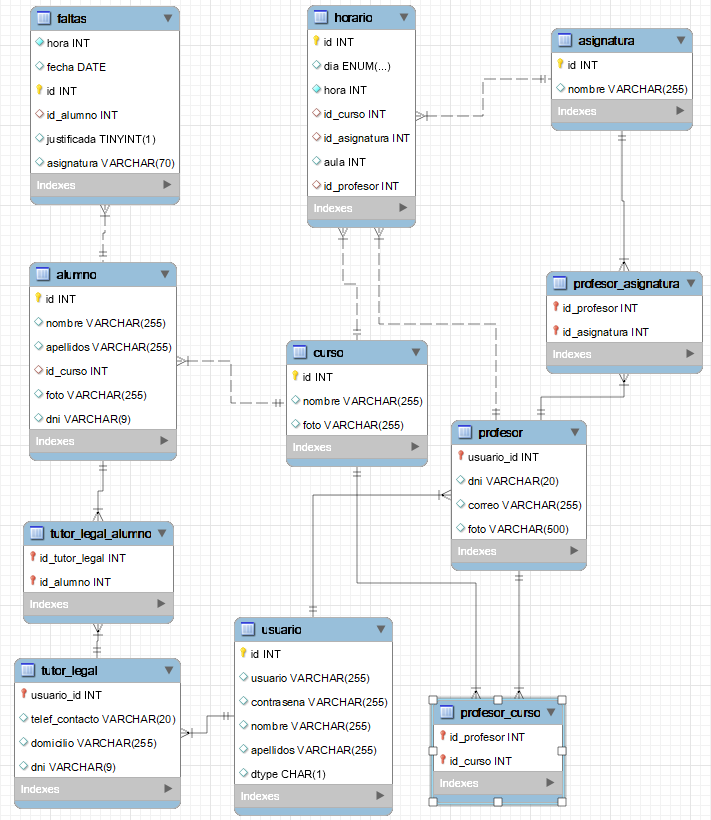 faltas
hora INT
fecha DATE
id INT
id_alumno INT
justificada TINYINT(1)
asignatura VARCHAR(70)
Indexes
horario
id INT
dia ENUM(...)
hora INT
id_curso INT
id_asignatura INT
aula INT
id_profesor INT
Indexes
asignatura
id INT
nombre VARCHAR(255)
Indexes
alumno
id INT
nombre VARCHAR(255)
apellidos VARCHAR(255)
id_curso INT
foto VARCHAR(255)
dni VARCHAR(9)
Indexes
curso
id INT
nombre VARCHAR(255)
foto VARCHAR(255)
Indexes
profesor_asignatura
id_profesor INT
id_asignatura INT
Indexes
profesor
usuario_id INT
dni VARCHAR(20)
correo VARCHAR(255)
foto VARCHAR(500)
Indexes
tutor_legal_alumno
id_tutor_legal INT
id_alumno INT
Indexes
tutor_legal
usuario_id INT
telef_contacto VARCHAR(20)
domicilio VARCHAR(255)
dni VARCHAR(9)
Indexes
usuario
id INT
usuario VARCHAR(255)
contrasena VARCHAR(255)
nombre VARCHAR(255)
apellidos VARCHAR(255)
dtype CHAR(1)
Indexes
profesor_curso
id_profesor INT
id_curso INT
Indexes